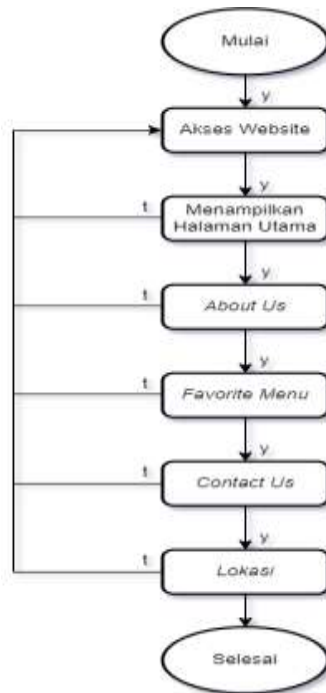 Mulai
y
Akses Website
y
t
Menampilkan
Halaman Utama
y
t
About Us
y
t
Favorite Menu
y
t
Contact Us
y
t
Lokasi
Selesai